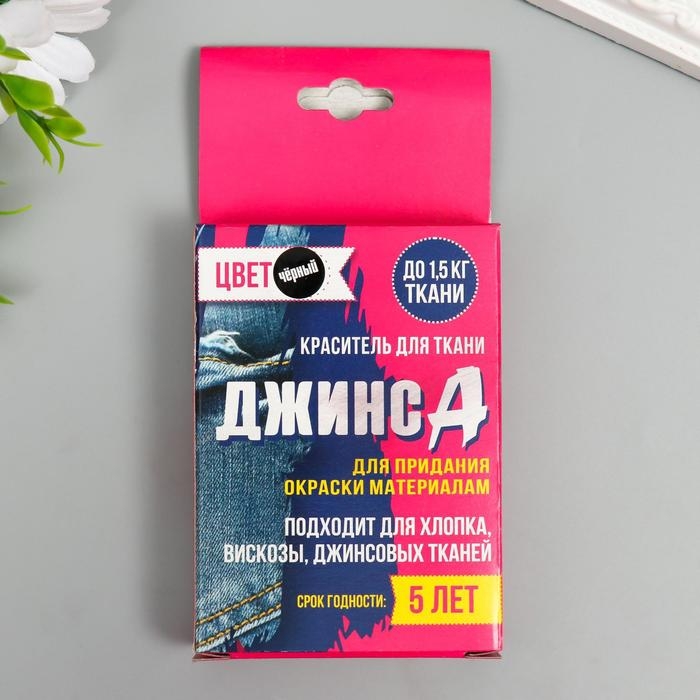 ЦВЕТ чёрный
ДО 1,5 КГ
ТКАНИ
КРАСИТЕЛЬ ДЛЯ ТКАНИ
ДЖИНСА
ДЛЯ ПРИДАНИЯ
ОКРАСКИ МАТЕРИАЛАМ
ПОДХОДИТ ДЛЯ ХЛОПКА,
ВИСКОЗЫ, ДЖИНСОВЫХ ТКАНЕЙ
СРОК ГОДНОСТИ: 5 ЛЕТ